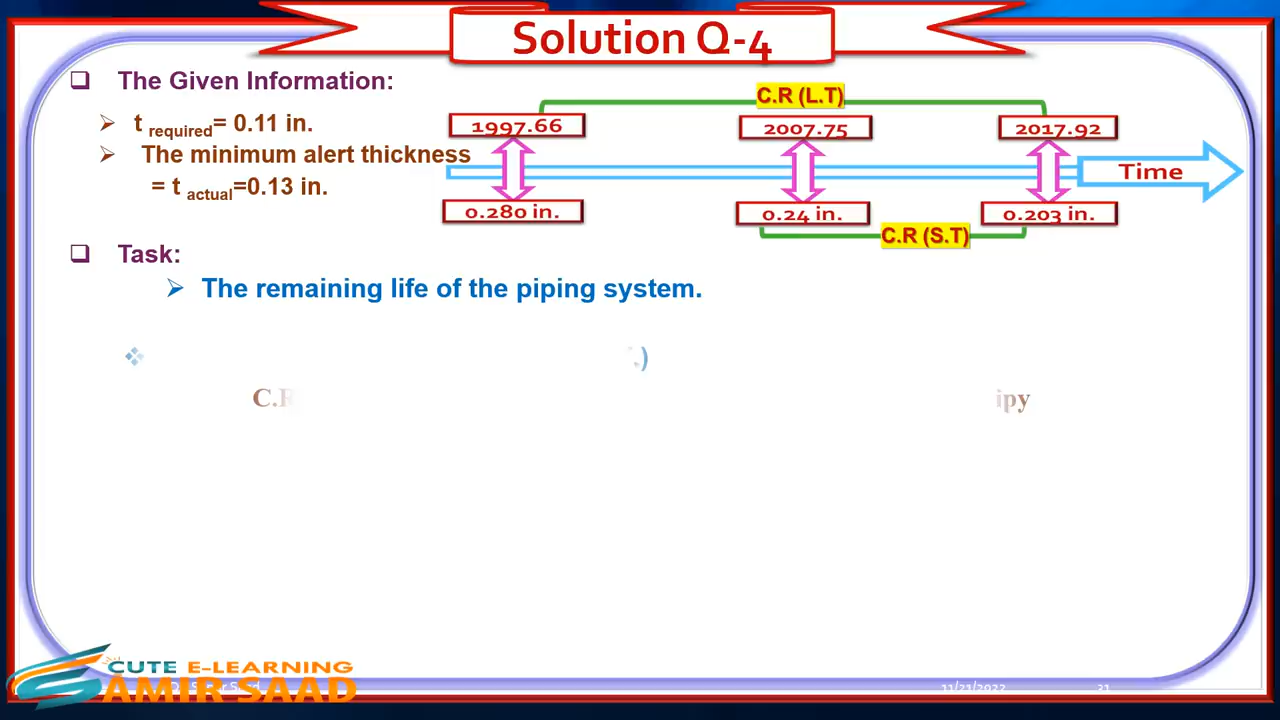 Solution Q-4
The Given Information:
t required= 0.11 in.
The minimum alert thickness
= t actual=0.13 in.
C.R (L.T)
1997.66 2007.75 2017.92
Time
0.280 in. 0.24 in. 0.203 in.
C.R (S.T)
Task:
The remaining life of the piping system.
.)
C.R ipy
CUTE E-LEARNING
AMIR SAAD
11/21/2022 31